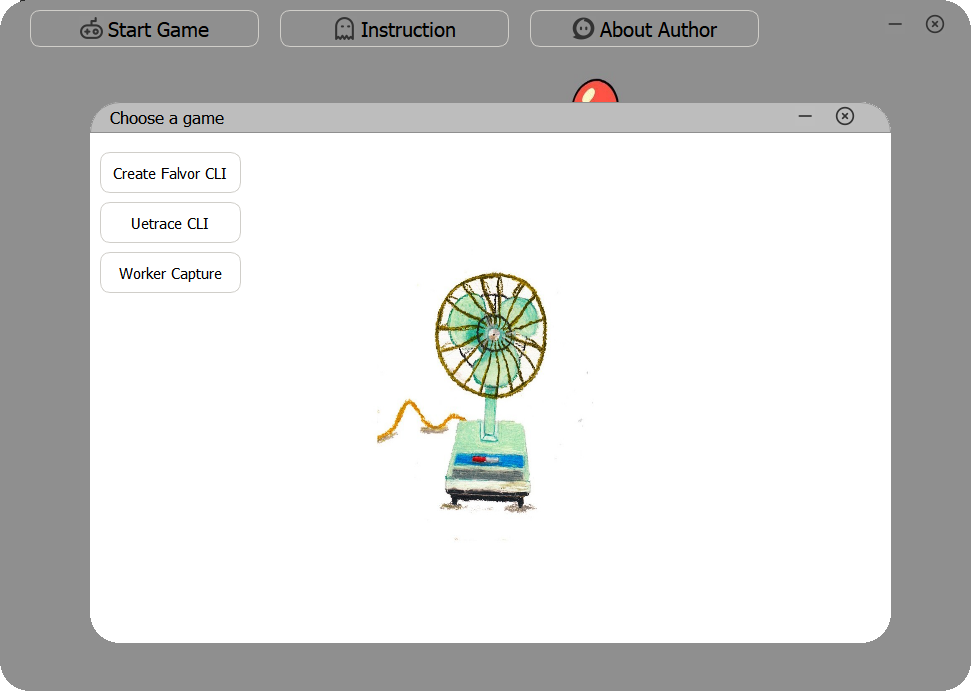 Start Game
Instruction
About Author
Choose a game
Create Falvor CLI
Uetrace CLI
Worker Capture